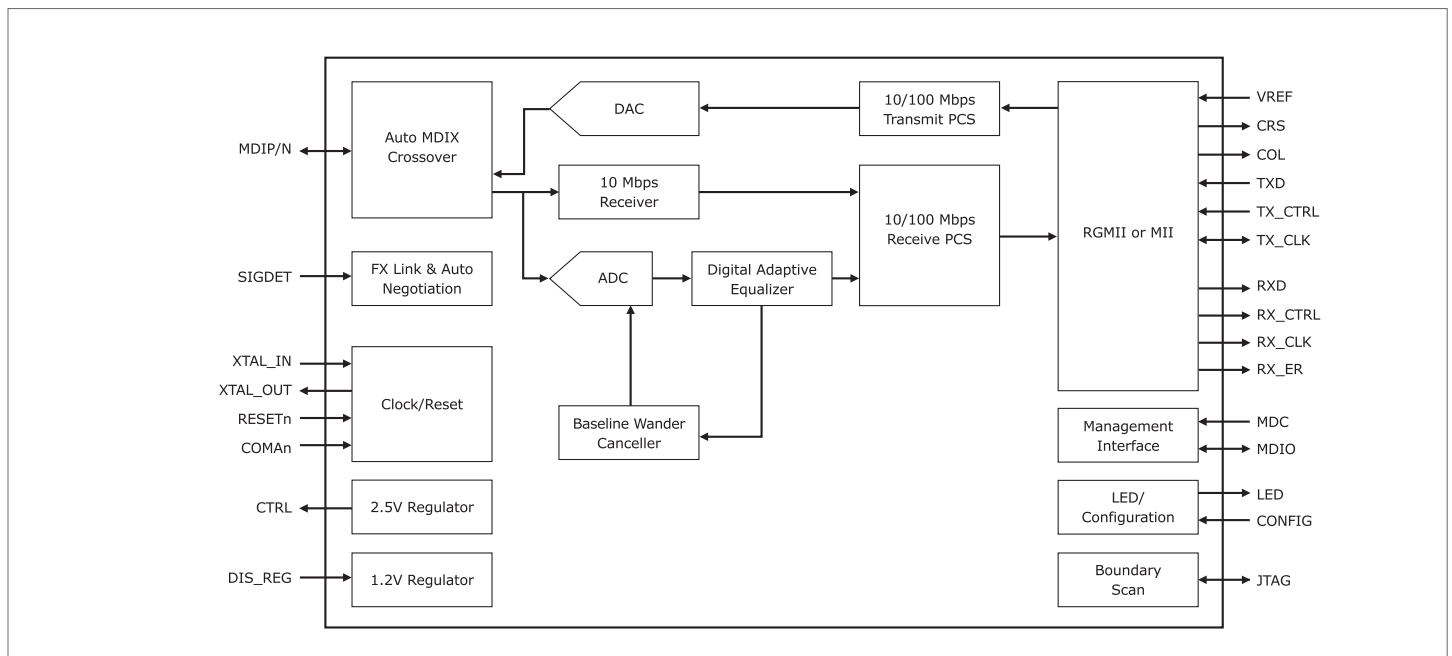 MDIP/N
SIGDET
XTAL_IN
XTAL_OUT
RESETn
COMAn
CTRL
DIS_REG
Auto MDIX
Crossover
FX Link & Auto
Negotiation
Clock/Reset
2.5V Regulator
1.2V Regulator
DAC
10 Mbps
Receiver
ADC
Digital Adaptive
Equalizer
Baseline Wander
Canceller
10/100 Mbps
Transmit PCS
10/100 Mbps
Receive PCS
RGMII or MII
Management
Interface
LED/
Configuration
Boundary
Scan
VREF
CRS
COL
TXD
TX_CTRL
TX_CLK
RXD
RX_CTRL
RX_CLK
RX_ER
MDC
MDIO
LED
CONFIG
JTAG